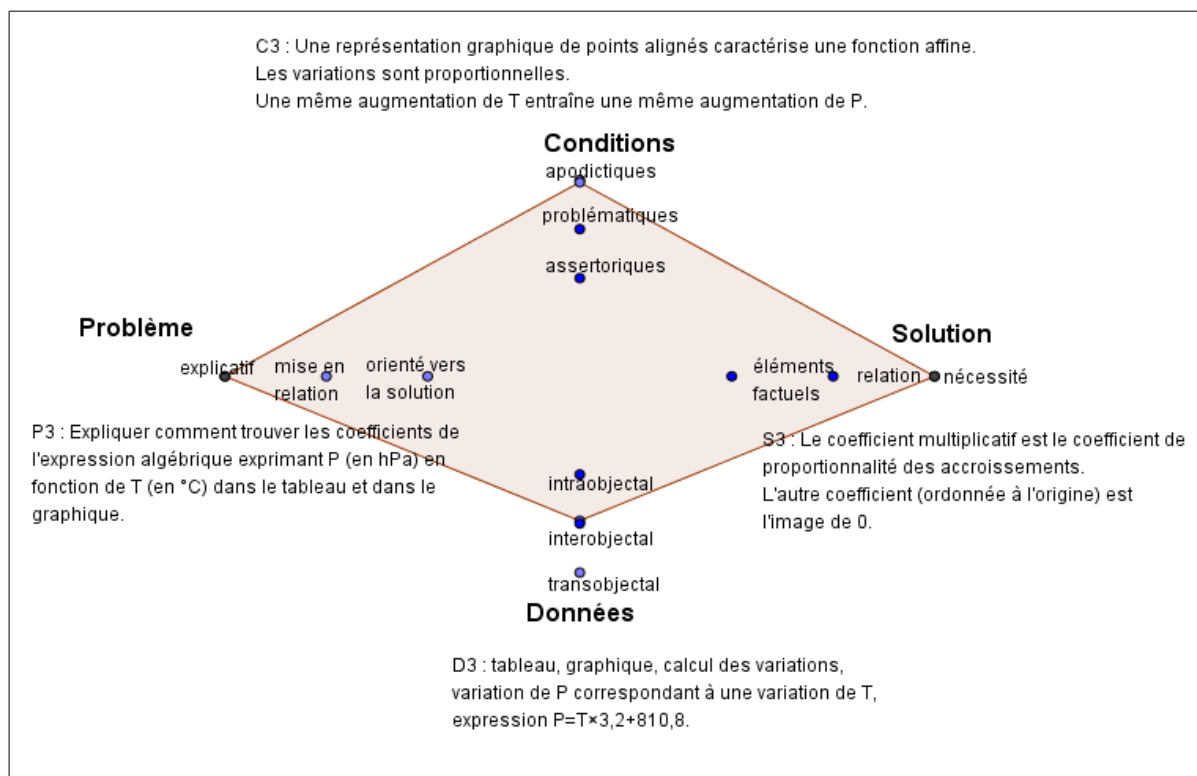 C3 : Une représentation graphique de points alignés caractérise une fonction affine.
Les variations sont proportionnelles.
Une même augmentation de T entraîne une même augmentation de P.
Conditions
apodictiques
problématiques
assertoriques
Problème
explicatif
mise en
relation
orienté vers
la solution
Solution
éléments
factuels
relation
nécessité
P3 : Expliquer comment trouver les coefficients de
l'expression algébrique exprimant P (en hPa) en
fonction de T (en °C) dans le tableau et dans le
graphique.
S3 : Le coefficient multiplicatif est le coefficient de
proportionnalité des accroissements.
L'autre coefficient (ordonnée à l'origine) est
l'image de 0.
intraobjectal
interobjectal
transobjectal
Données
D3 : tableau, graphique, calcul des variations,
variation de P correspondant à une variation de T,
expression P=T×3,2+810,8.